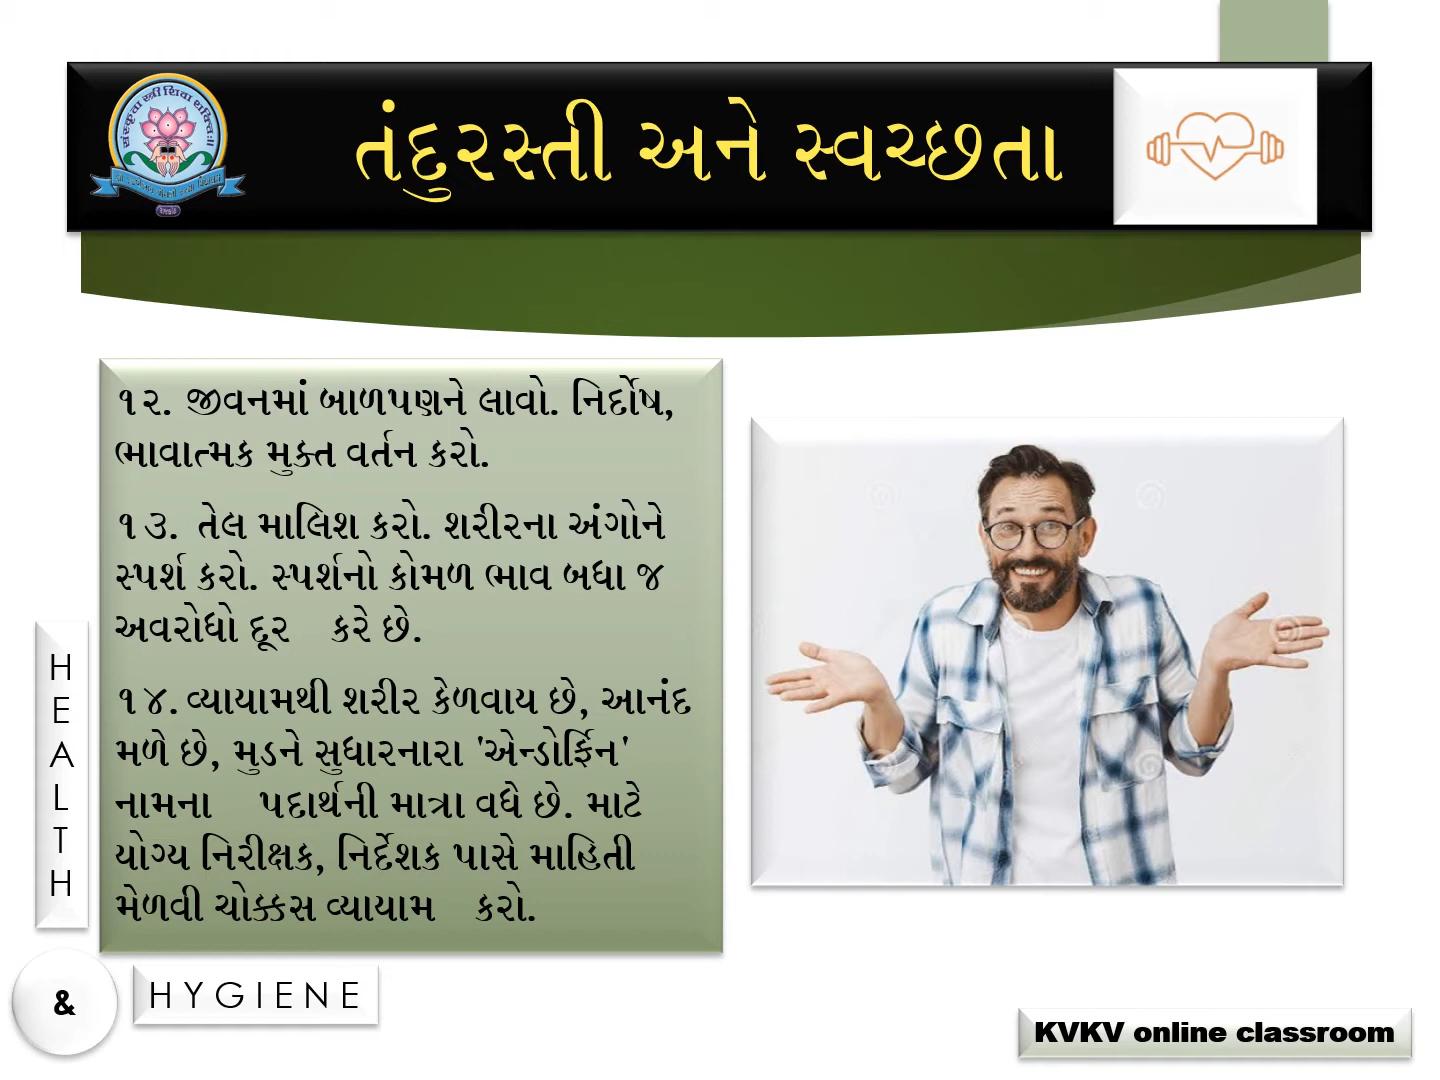 સંસ્કૃતા સ્ત્રી શિવા શક્તિઃ॥
તંદુરસ્તી અને સ્વચ્છતા
૧૨. જીવનમાં બાળપણને લાવો. નિર્દોષ,
ભાવાત્મક મુક્ત વર્તન કરો.
૧૩. તેલ માલિશ કરો. શરીરના અંગોને
સ્પર્શ કરો. સ્પર્શનો કોમળ ભાવ બધા જ
અવરોધો દૂર કરે છે.
૧૪. વ્યાયામથી શરીર કેળવાય છે, આનંદ
મળે છે, મુડને સુધારનારા 'એન્ડોર્ફિન'
નામના પદાર્થની માત્રા વધે છે. માટે
યોગ્ય નિરીક્ષક, નિર્દેશક પાસે માહિતી
મેળવી ચોક્કસ વ્યાયામ કરો.
HEALTH
&
HYGIENE
KVKV online classroom